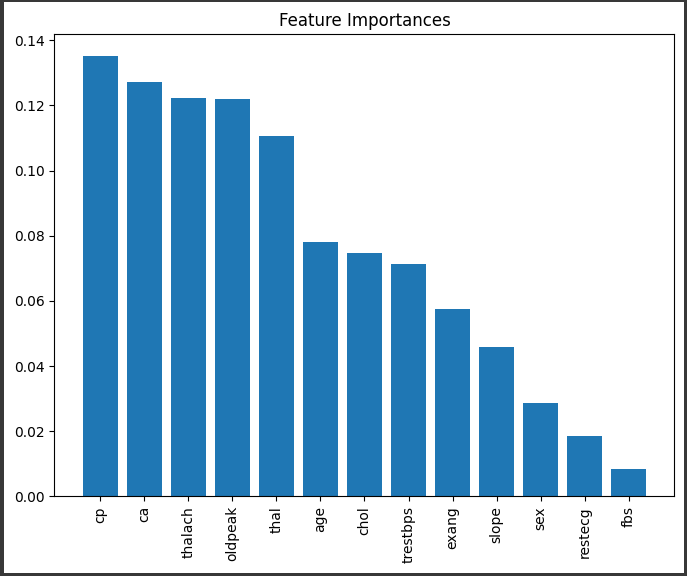 Feature Importances
0.14
0.12
0.10
0.08
0.06
0.04
0.02
0.00
cp
ca
thalach
oldpeak
thal
age
chol
trestbps
exang
slope
sex
restecg
fbs